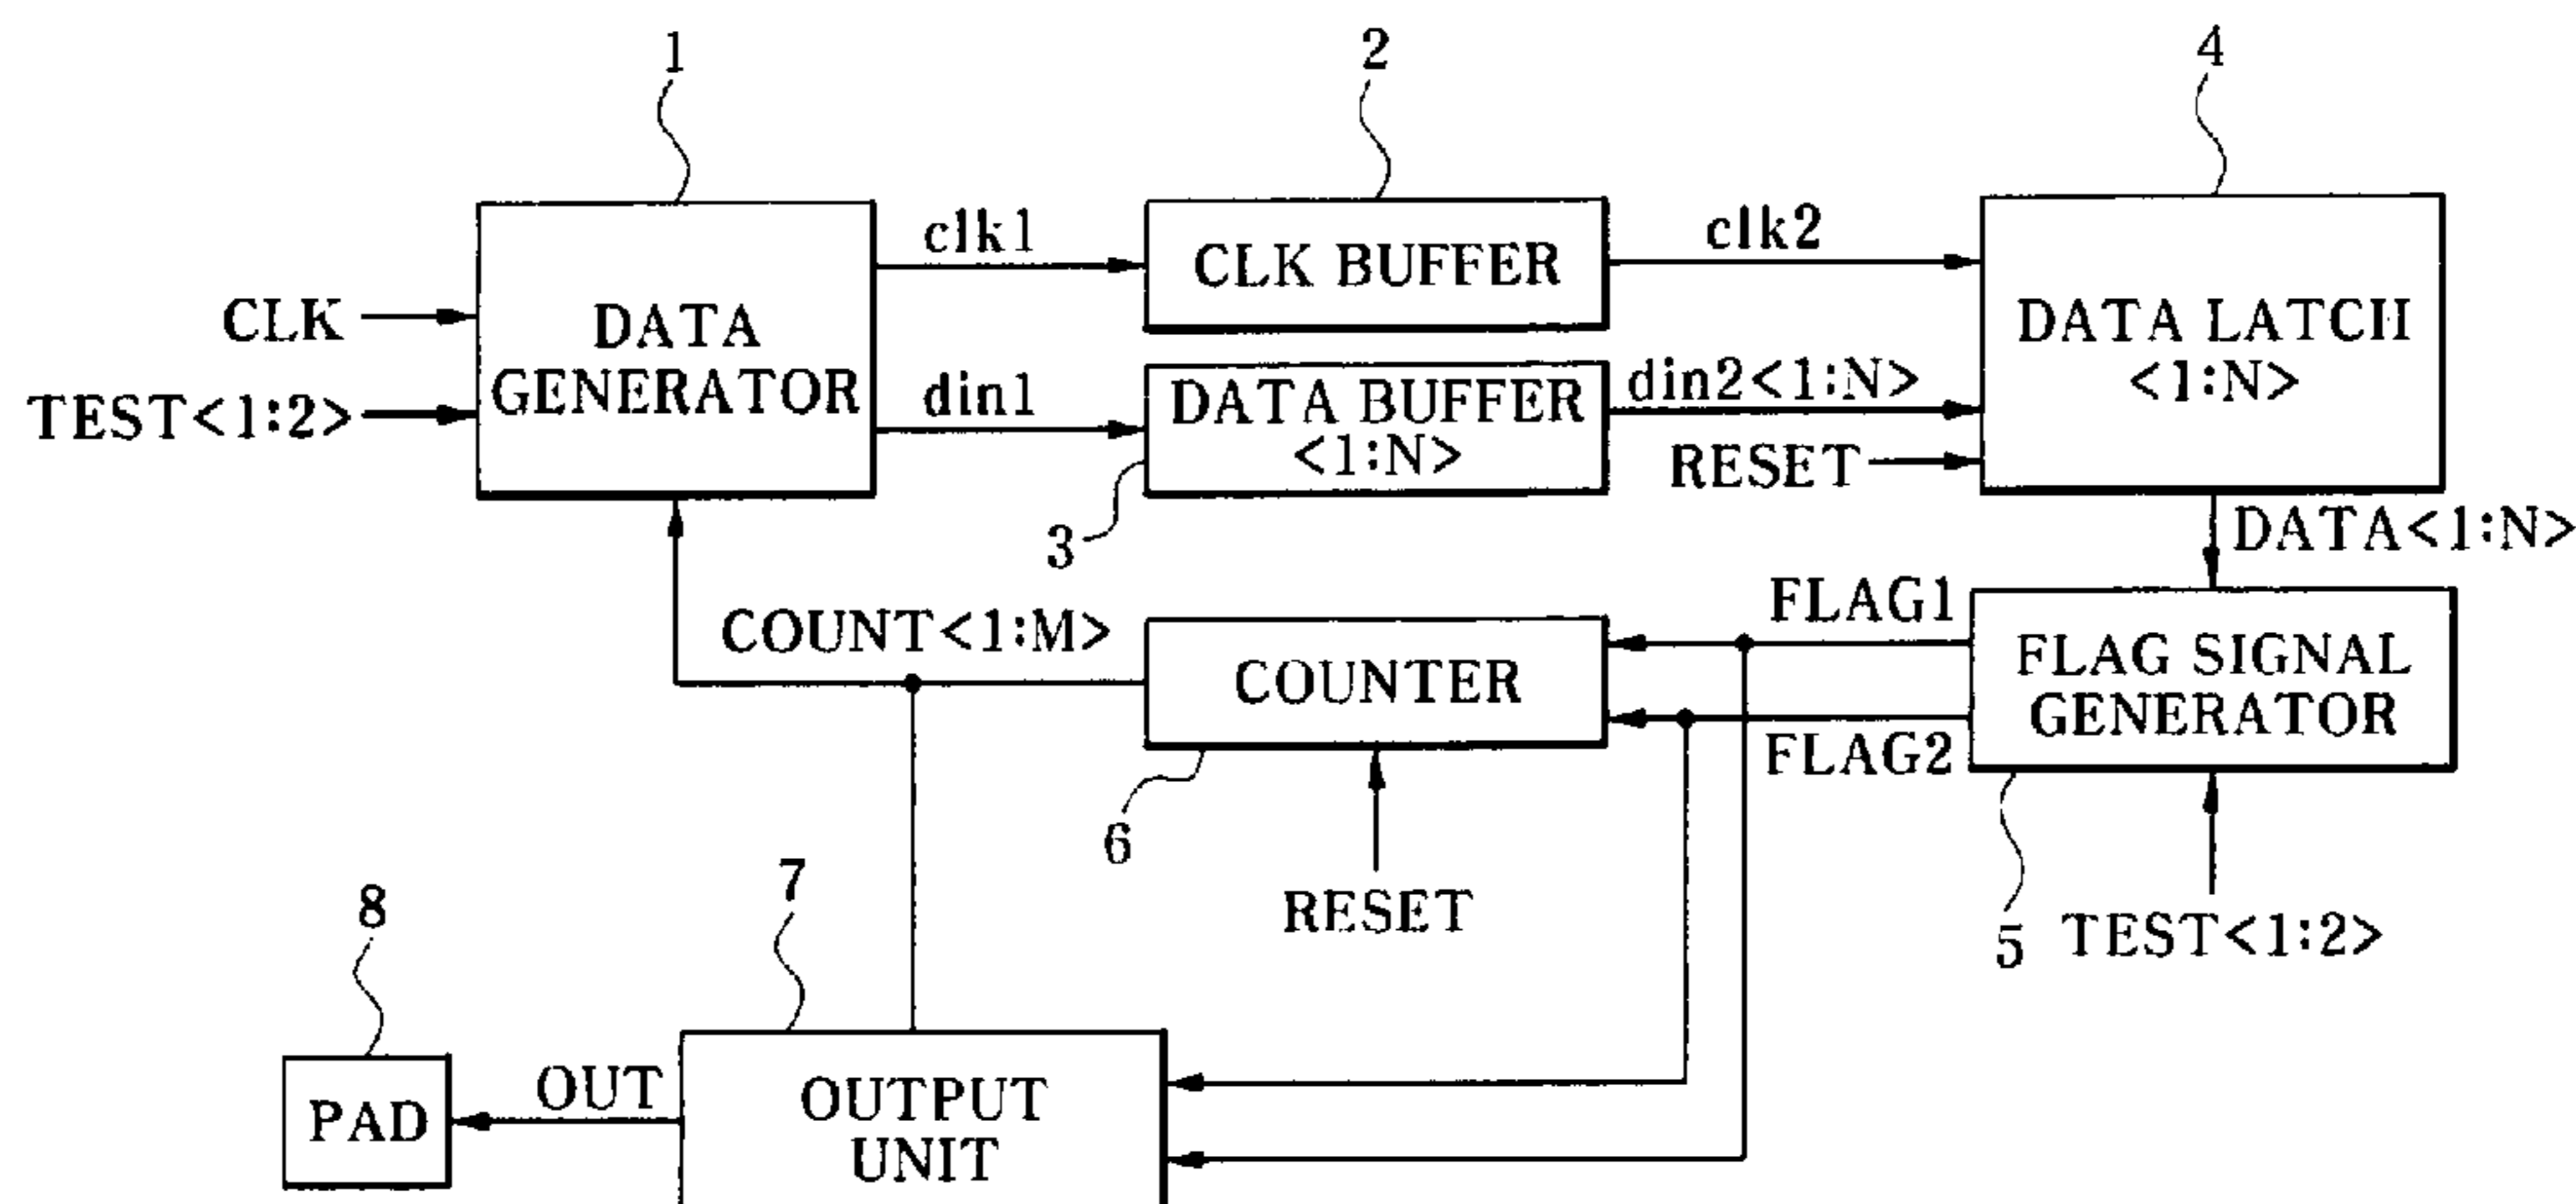 1
2
4
clk1
CLK BUFFER
clk2
CLK
DATA
GENERATOR
DATA LATCH
<1:N>
TEST<1:2>
din1
DATA BUFFER
<1:N>
din2<1:N>
RESET
3
DATA<1:N>
COUNT<1:M>
COUNTER
FLAG1
FLAG2
FLAG SIGNAL
GENERATOR
6
RESET
5
TEST<1:2>
8
7
PAD
OUT
OUTPUT
UNIT